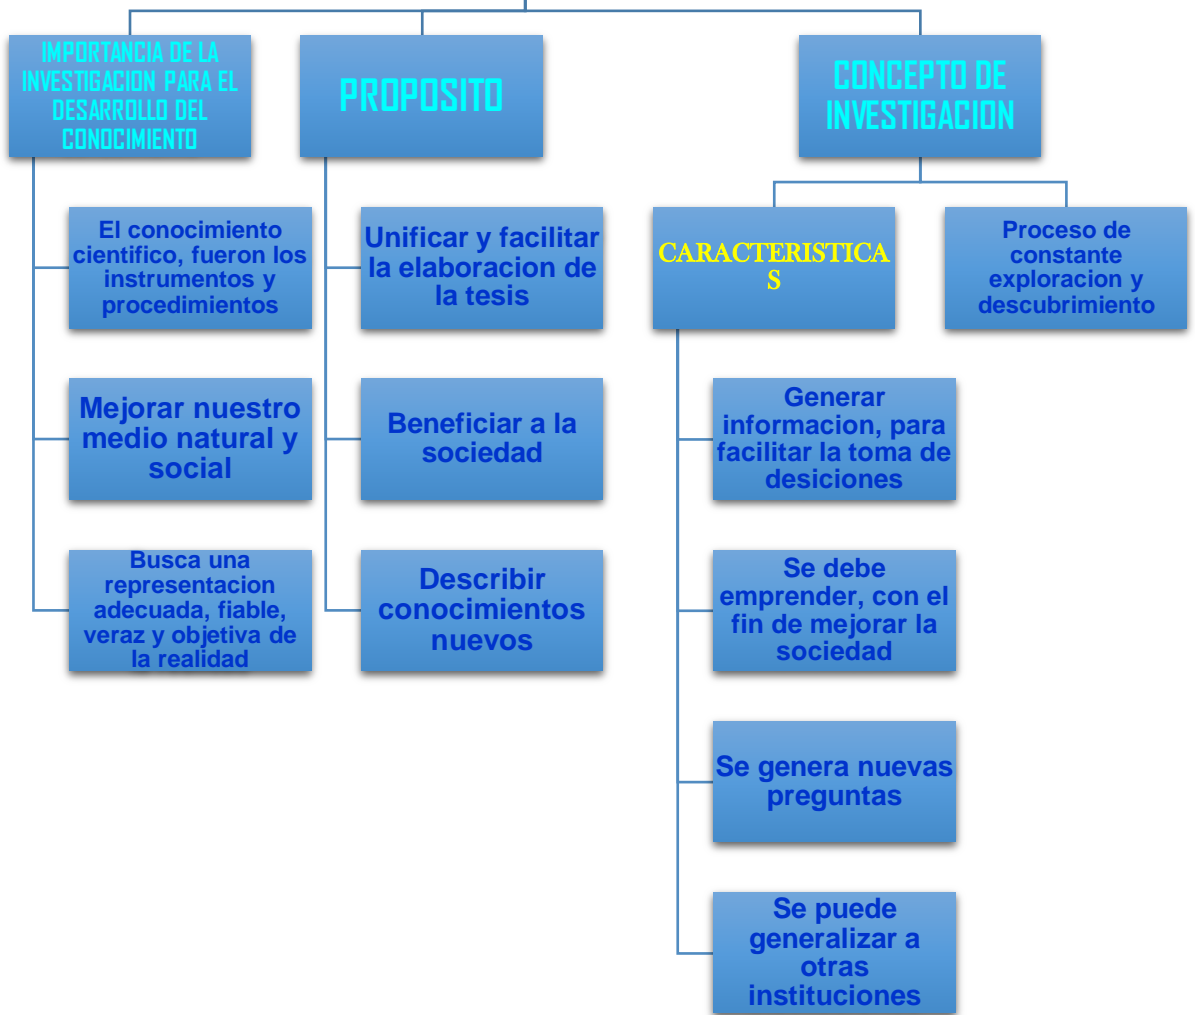 IMPORTANCIA DE LA
INVESTIGACION PARA EL
DESARROLLO DEL
CONOCIMIENTO
El conocimiento
cientifico, fueron los
instrumentos y
procedimientos
Mejorar nuestro
medio natural y
social
Busca una
representacion
adecuada, fiable,
veraz y objetiva de
la realidad
PROPOSITO
Unificar y facilitar
la elaboracion de
la tesis
Beneficiar a la
sociedad
Describir
conocimientos
nuevos
CONCEPTO DE
INVESTIGACION
CARACTERISTICA
S
Generar
informacion, para
facilitar la toma de
desiciones
Se debe
emprender, con el
fin de mejorar la
sociedad
Se genera nuevas
preguntas
Se puede
generalizar a
otras
instituciones
Proceso de
constante
exploracion y
descubrimiento